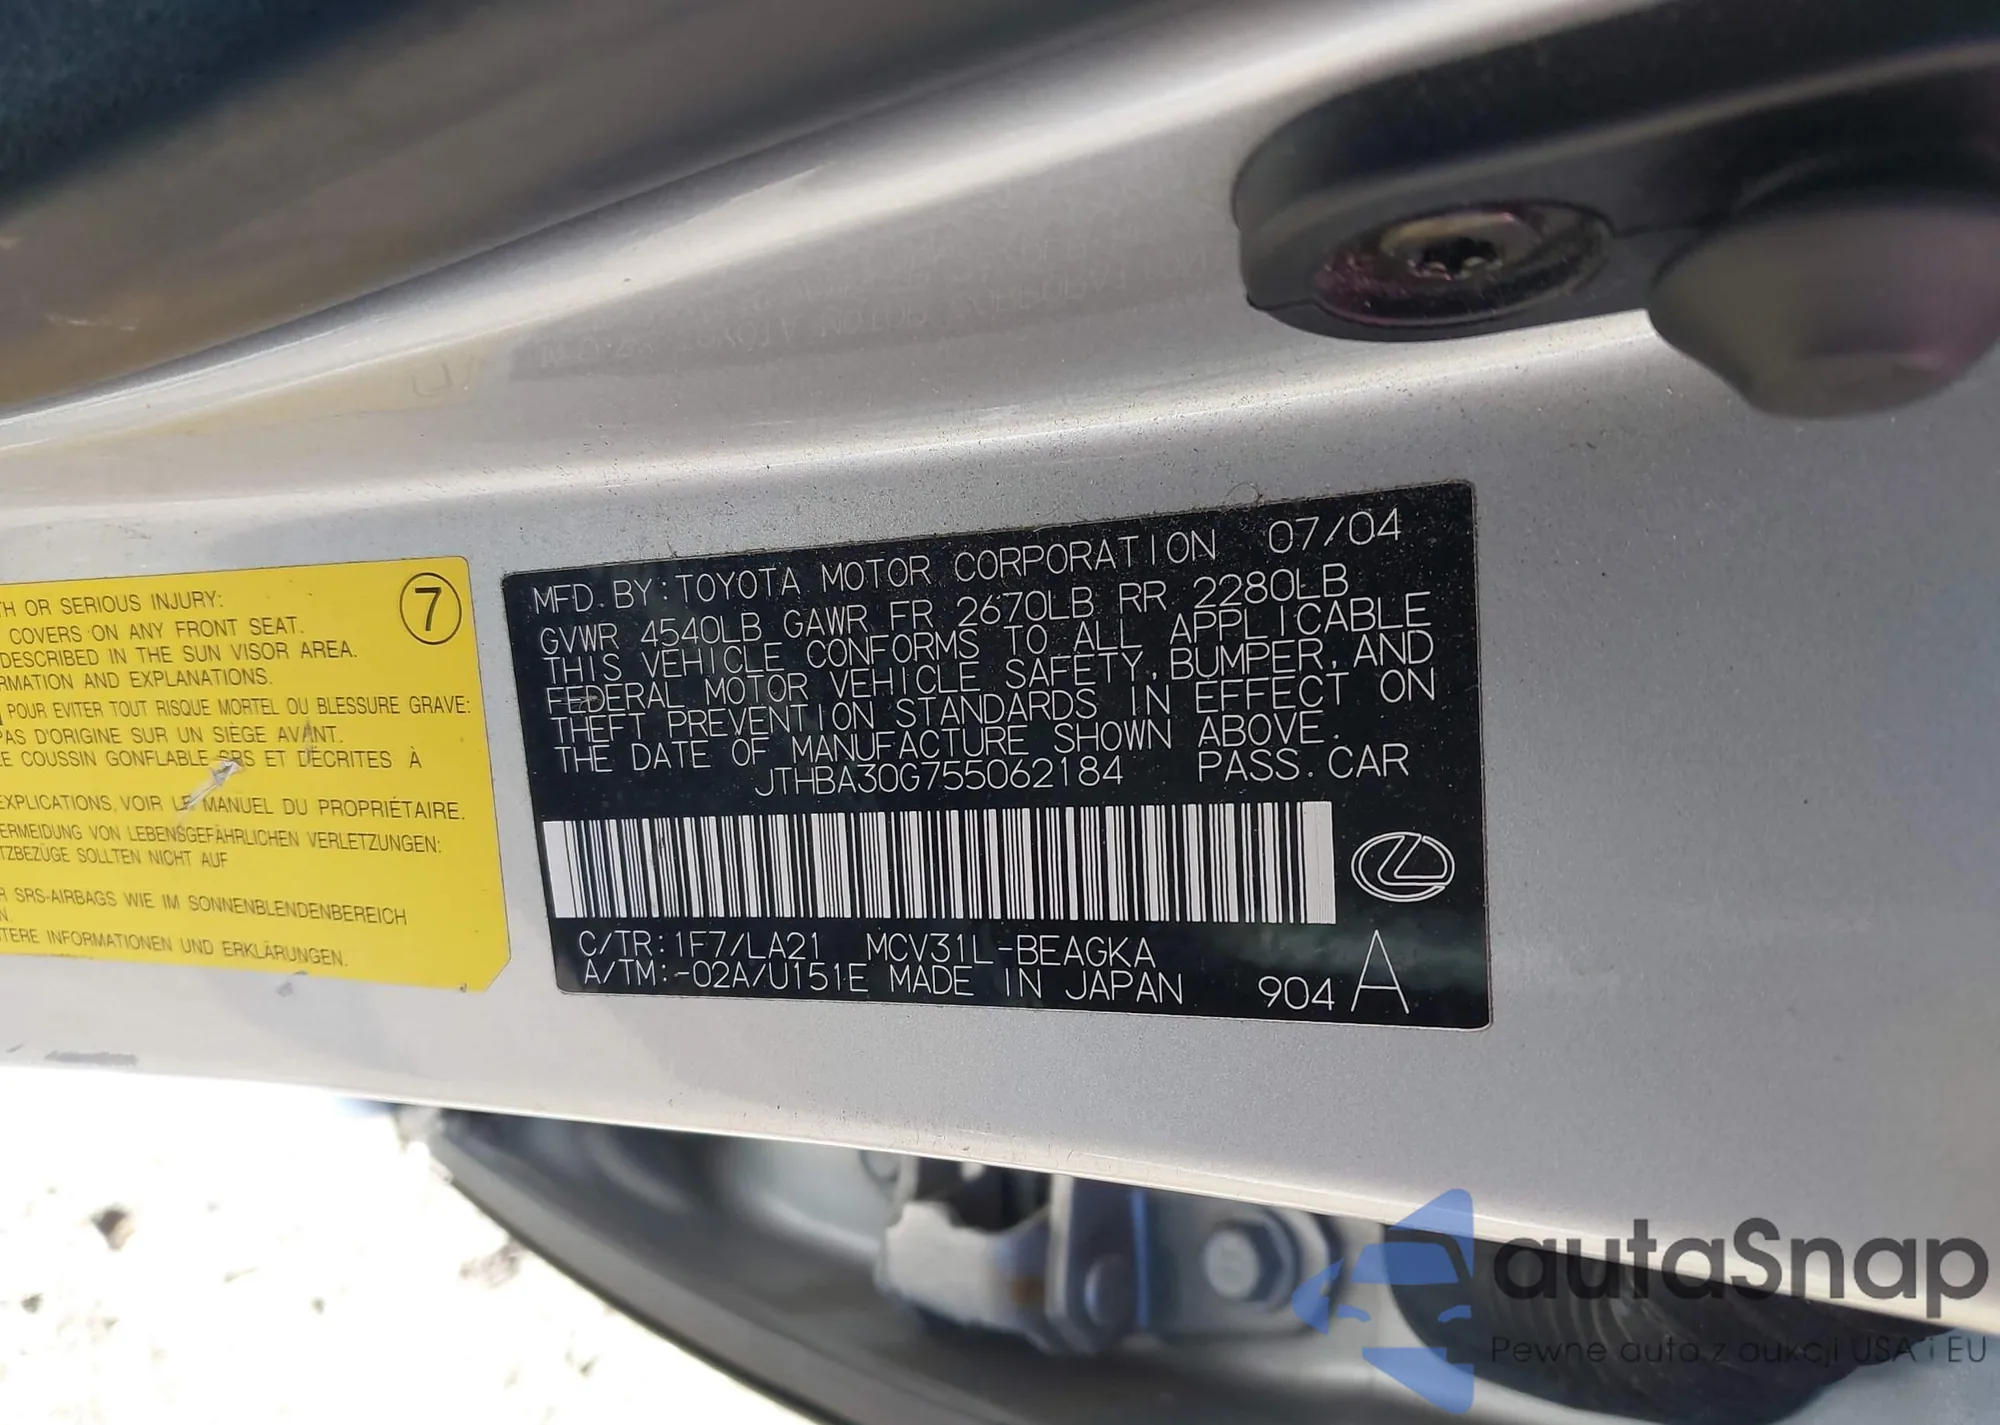 MFD. BY: TOYOTA MOTOR CORPORATION 07/04
GVWR 4540LB GAWR FR 2670LB RR 2280LB
THIS VEHICLE CONFORMS TO ALL APPLICABLE
FEDERAL MOTOR VEHICLE SAFETY, BUMPER, AND
THEFT PREVENTION STANDARDS IN EFFECT ON
THE DATE OF MANUFACTURE SHOWN ABOVE.
JTHBA30G755062184 PASS. CAR
C/TR: 1F7/LA21 MCV31L-BEAGKA
A/TM: -02A/U151E MADE IN JAPAN 904 A
7
OR SERIOUS INJURY:
COVERS ON ANY FRONT SEAT.
DESCRIBED IN THE SUN VISOR AREA.
AND EXPLANATIONS.
POUR EVITER TOUT RISQUE MORTEL OU BLESSURE GRAVE:
PAS D'ORIGINE SUR UN SIÈGE AVANT.
COUSSIN GONFLABLE SRS ET DÉCRITES À
EXPLICATIONS, VOIR LE MANUEL DU PROPRIÉTAIRE.
VON LEBENSGEFÄHRLICHEN VERLETZUNGEN:
SOLLTEN NICHT AUF
SRS-AIRBAGS WIE IM SONNENBLENDENBEREICH
INFORMATIONEN UND ERKLÄRUNGEN.
autaSnap
Pewne auta z aukcji USA i EU